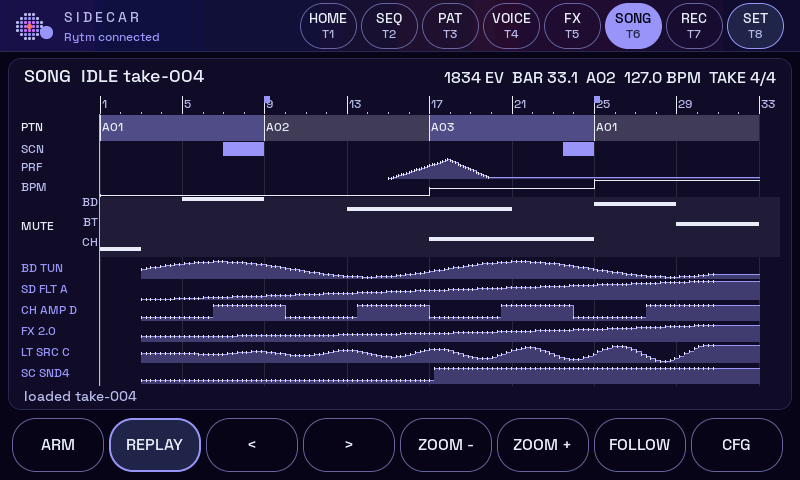 SIDECAR
Rytm connected
HOME SEQ PAT VOICE FX SONG REC SET
T1 T2 T3 T4 T5 T6 T7 T8
SONG IDLE take-004 1834 EV BAR 33.1 A02 127.0 BPM TAKE 4/4
1 5 9 13 17 21 25 29 33
PTN A01 A02 A03 A01
SCN
PRF
BPM
BD
MUTE BT
CH
BD TUN
SD FLT A
CH AMP D
FX 2.0
LT SRC C
SC SND4
loaded take-004
ARM REPLAY < > ZOOM - ZOOM + FOLLOW CFG